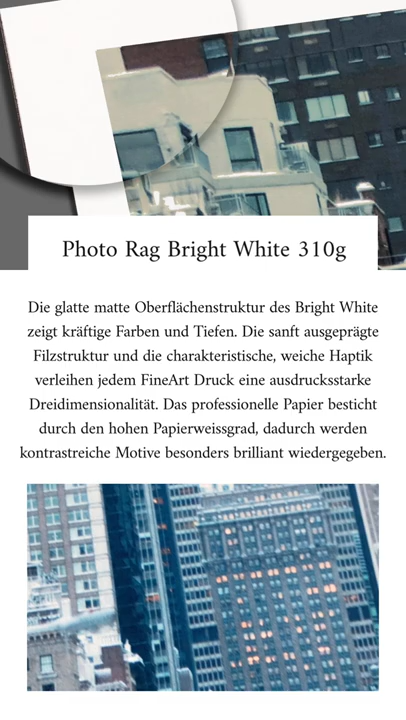 Photo Rag Bright White 310g
Die glatte matte Oberflächenstruktur des Bright White
zeigt kräftige Farben und Tiefen. Die sanft ausgeprägte
Filzstruktur und die charakteristische, weiche Haptik
verleihen jedem FineArt Druck eine ausdrucksstarke
Dreidimensionalität. Das professionelle Papier besticht
durch den hohen Papierweissgrad, dadurch werden
kontrastreiche Motive besonders brilliant wiedergegeben.